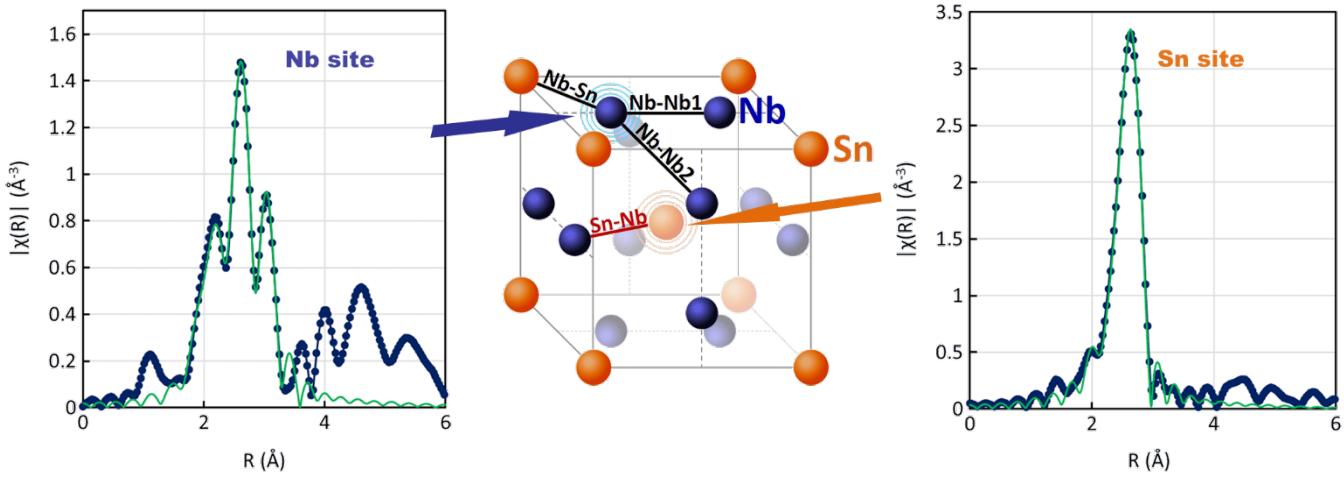 Nb site
|χ(R)| (Å⁻³)
1.6
1.4
1.2
1
0.8
0.6
0.4
0.2
0
0 2 4 6
R (Å)
Nb-Sn
Nb-Nb1
Nb
Nb-Nb2
Sn
Sn-Nb
Sn site
|χ(R)| (Å⁻³)
3.5
3
2.5
2
1.5
1
0.5
0
0 2 4 6
R (Å)